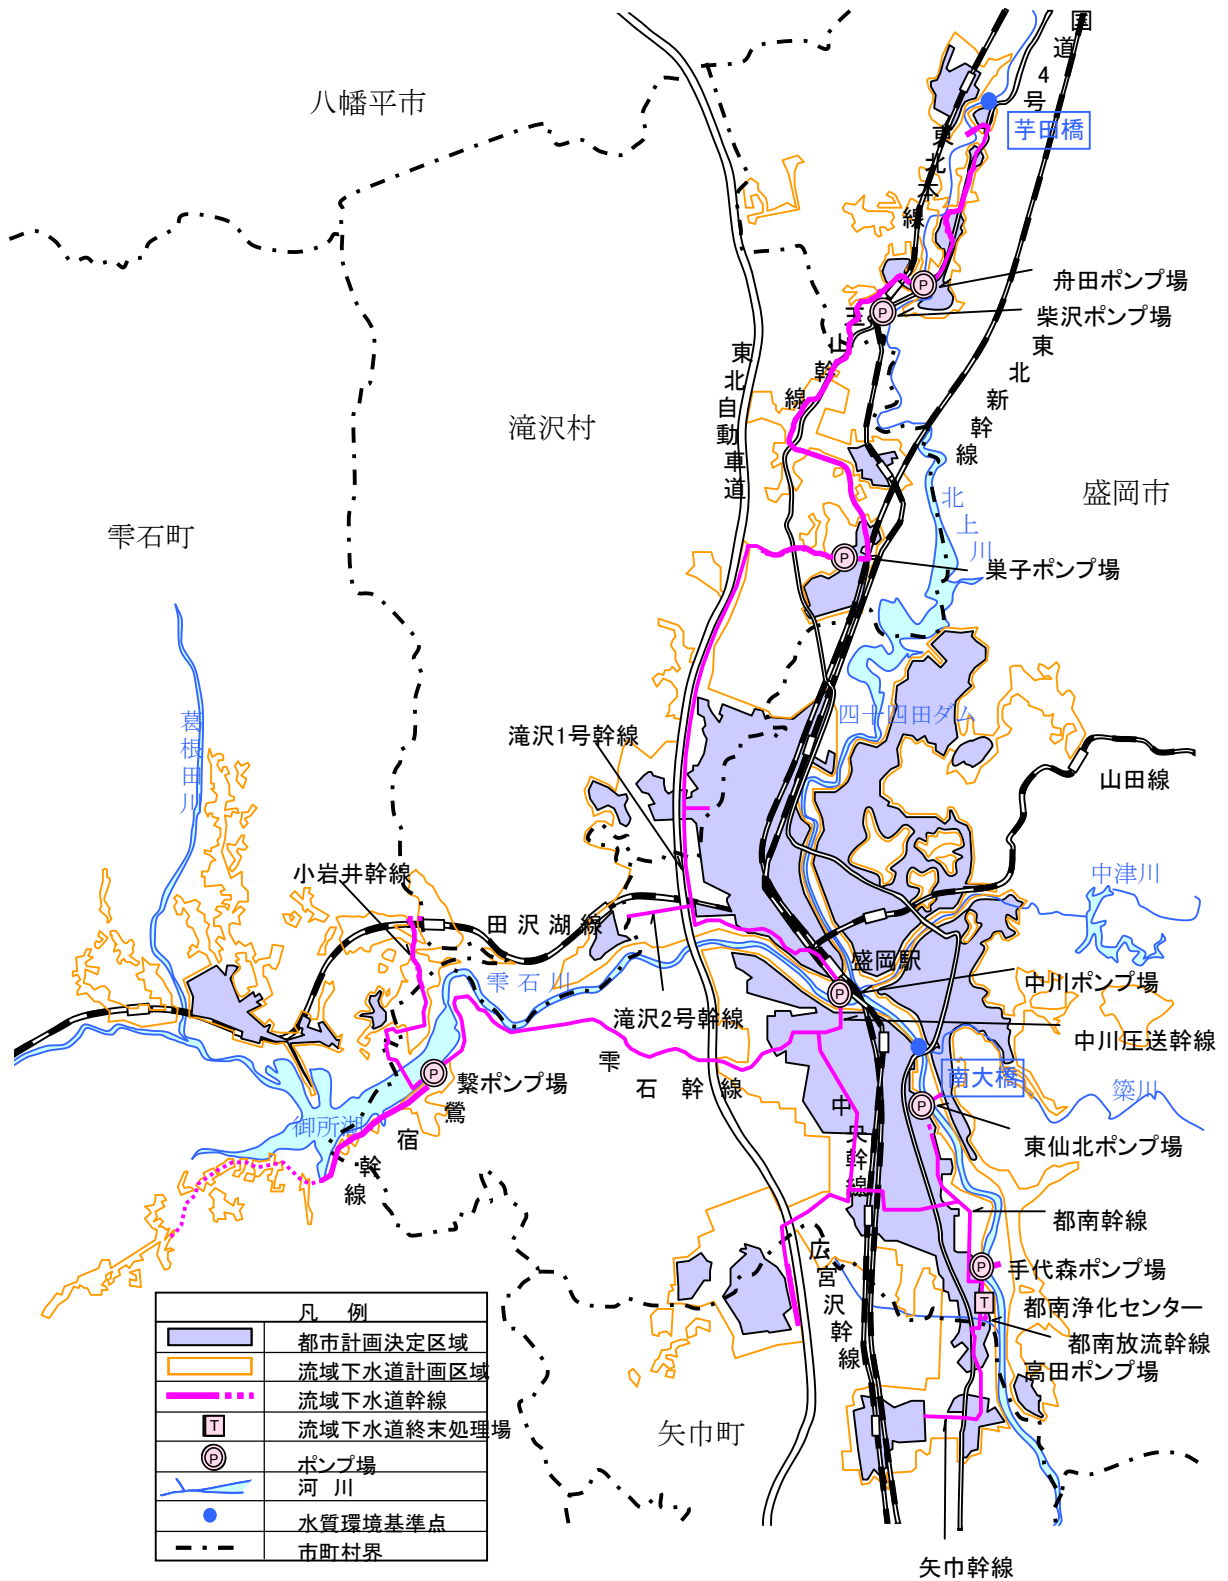 国道4号
八幡平市
芋田橋
東北本線
舟田ポンプ場
柴沢ポンプ場
玉山幹線
東北新幹線
東北自動車道
滝沢村
盛岡市
北上川
雫石町
巣子ポンプ場
四十四田ダム
葛根田川
滝沢1号幹線
山田線
小岩井幹線
中津川
田沢湖線
盛岡駅
雫石川
中川ポンプ場
滝沢2号幹線
中川圧送幹線
雫石幹線
繋ポンプ場
南大橋
簗川
御所湖
鶯宿幹線
中央幹線
東仙北ポンプ場
都南幹線
広宮沢幹線
手代森ポンプ場
都南浄化センター
都南放流幹線
高田ポンプ場
矢巾町
矢巾幹線
凡 例
都市計画決定区域
流域下水道計画区域
流域下水道幹線
T 流域下水道終末処理場
P ポンプ場
河 川
水質環境基準点
市町村界
P
P
P
P
P
P
P
T